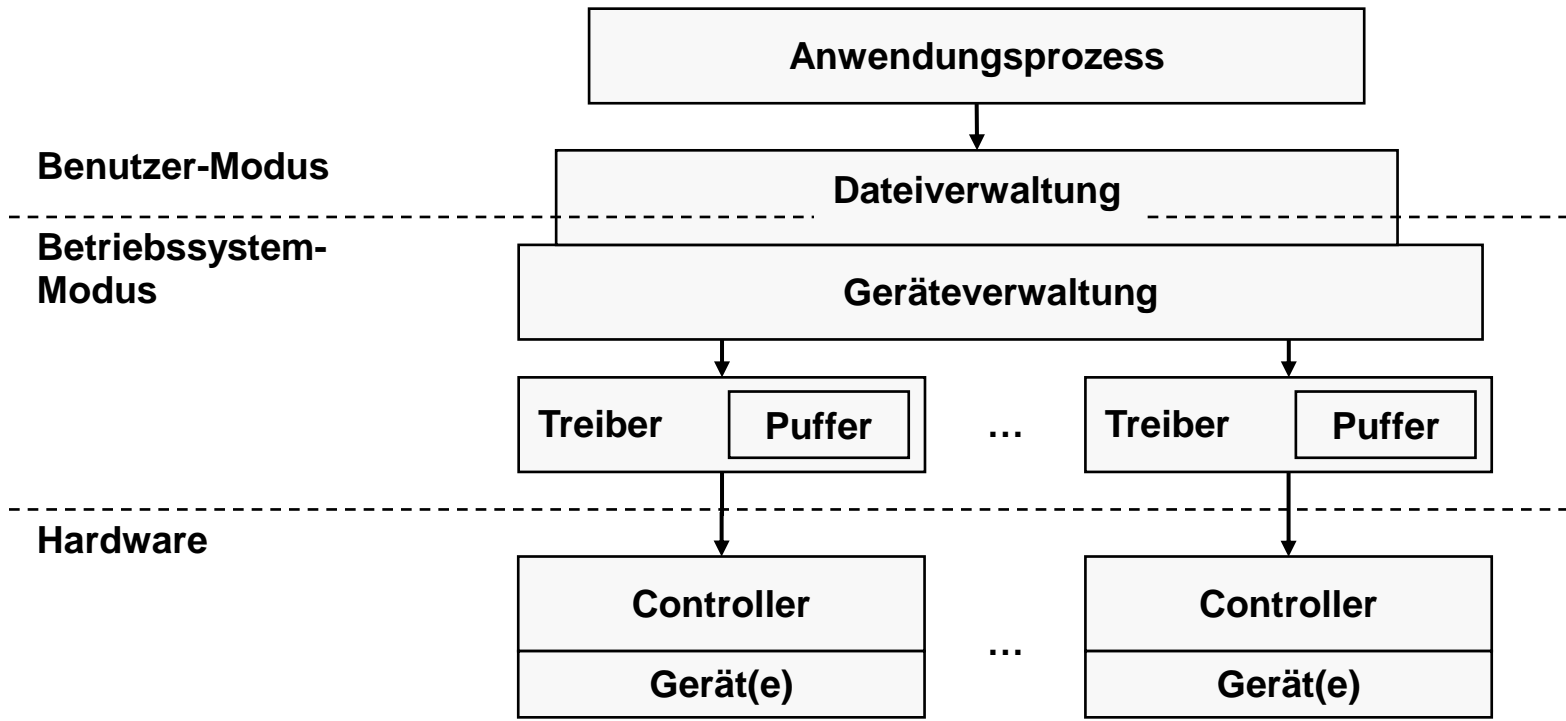 Anwendungsprozess
Benutzer-Modus
Dateiverwaltung
Betriebssystem-
Modus
Geräteverwaltung
Treiber Puffer … Treiber Puffer
Hardware
Controller Controller
…
Gerät(e) Gerät(e)